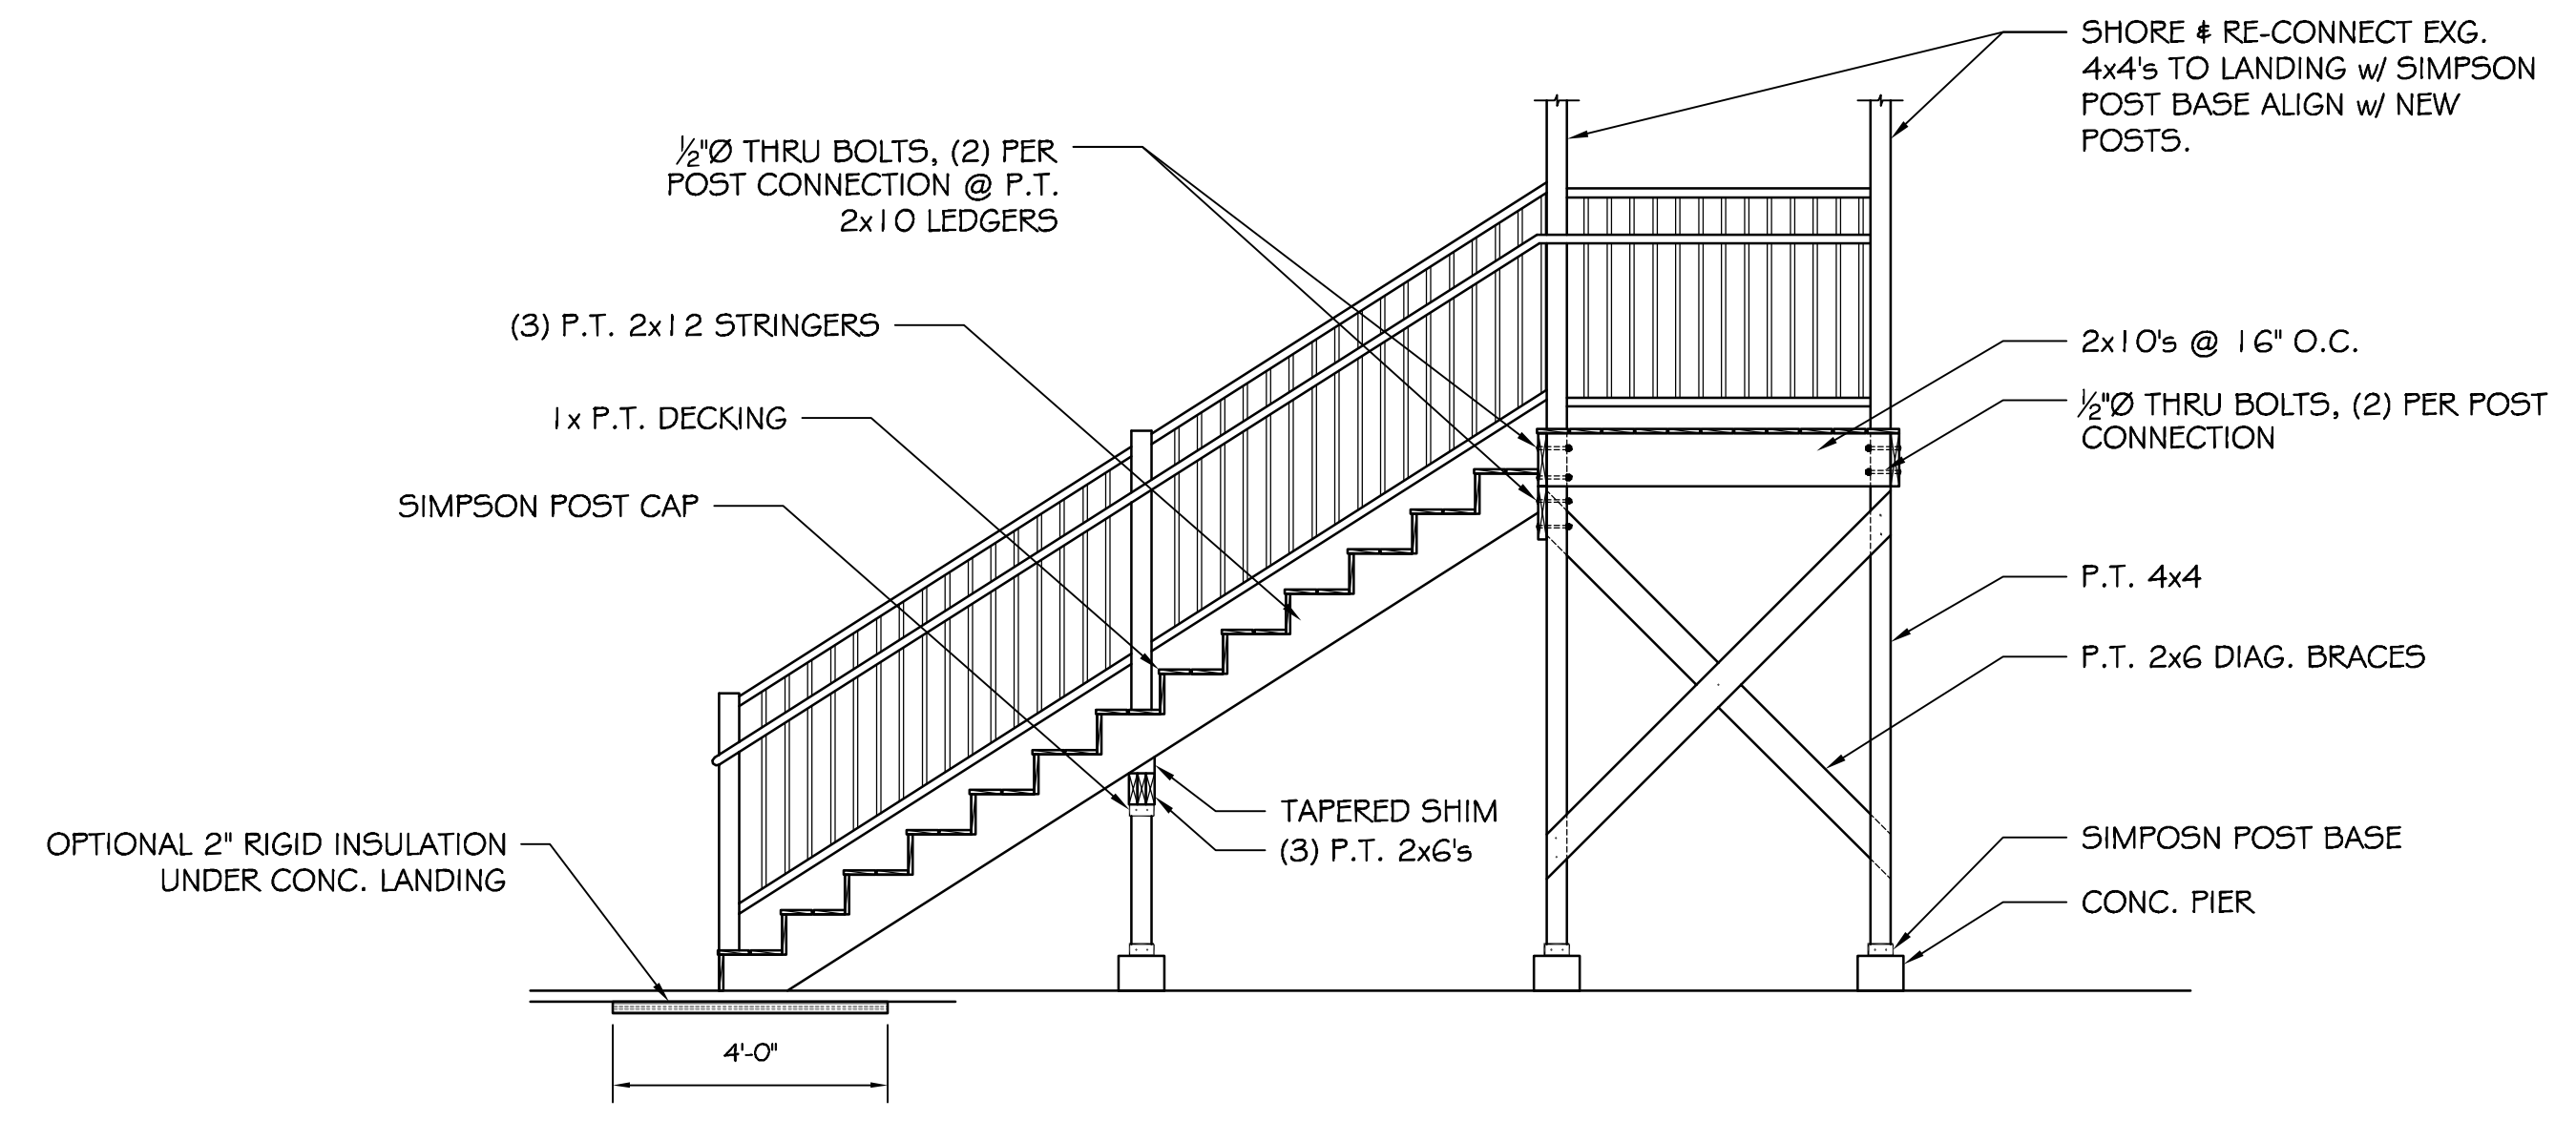 SHORE & RE-CONNECT EXG.
4x4's TO LANDING w/ SIMPSON
POST BASE ALIGN w/ NEW
POSTS.
½"Ø THRU BOLTS, (2) PER
POST CONNECTION @ P.T.
2x10 LEDGERS
(3) P.T. 2x12 STRINGERS
1x P.T. DECKING
SIMPSON POST CAP
OPTIONAL 2" RIGID INSULATION
UNDER CONC. LANDING
4'-0"
TAPERED SHIM
(3) P.T. 2x6's
2x10's @ 16" O.C.
½"Ø THRU BOLTS, (2) PER POST
CONNECTION
P.T. 4x4
P.T. 2x6 DIAG. BRACES
SIMPOSN POST BASE
CONC. PIER